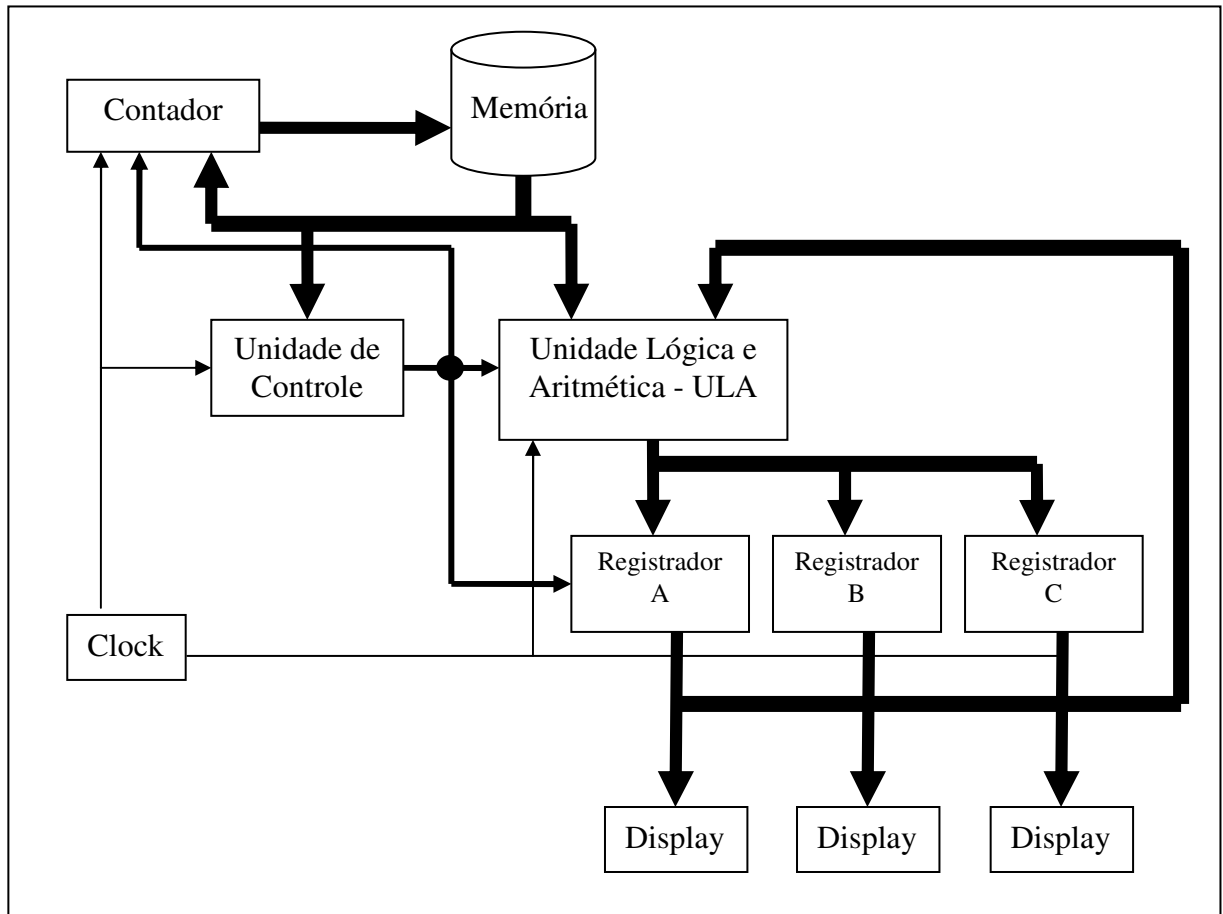 Contador
Memória
Unidade de
Controle
Unidade Lógica e
Aritmética - ULA
Registrador
A
Registrador
B
Registrador
C
Clock
Display
Display
Display